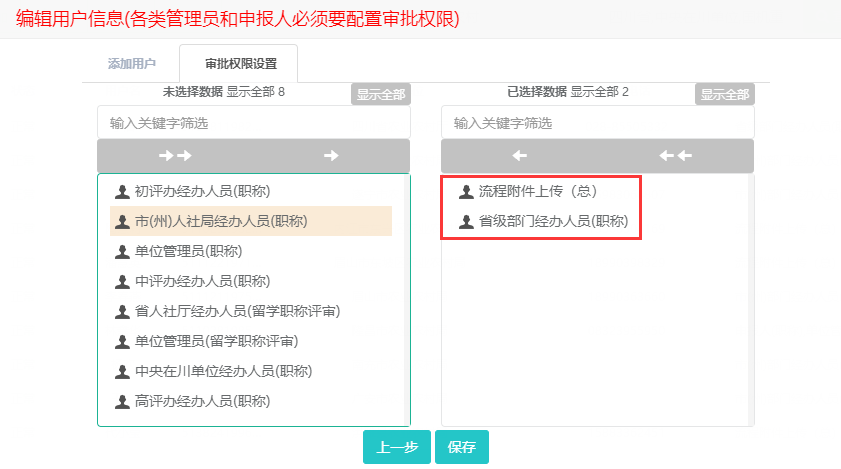 编辑用户信息(各类管理员和申报人必须要配置审批权限)
添加用户
审批权限设置
未选择数据 显示全部 8
显示全部
输入关键字筛选
初评办经办人员(职称)
市(州)人社局经办人员(职称)
单位管理员(职称)
中评办经办人员(职称)
省人社厅经办人员(留学职称评审)
单位管理员(留学职称评审)
中央在川单位经办人员(职称)
高评办经办人员(职称)
已选择数据 显示全部 2
显示全部
输入关键字筛选
流程附件上传（总）
省级部门经办人员(职称)
上一步
保存